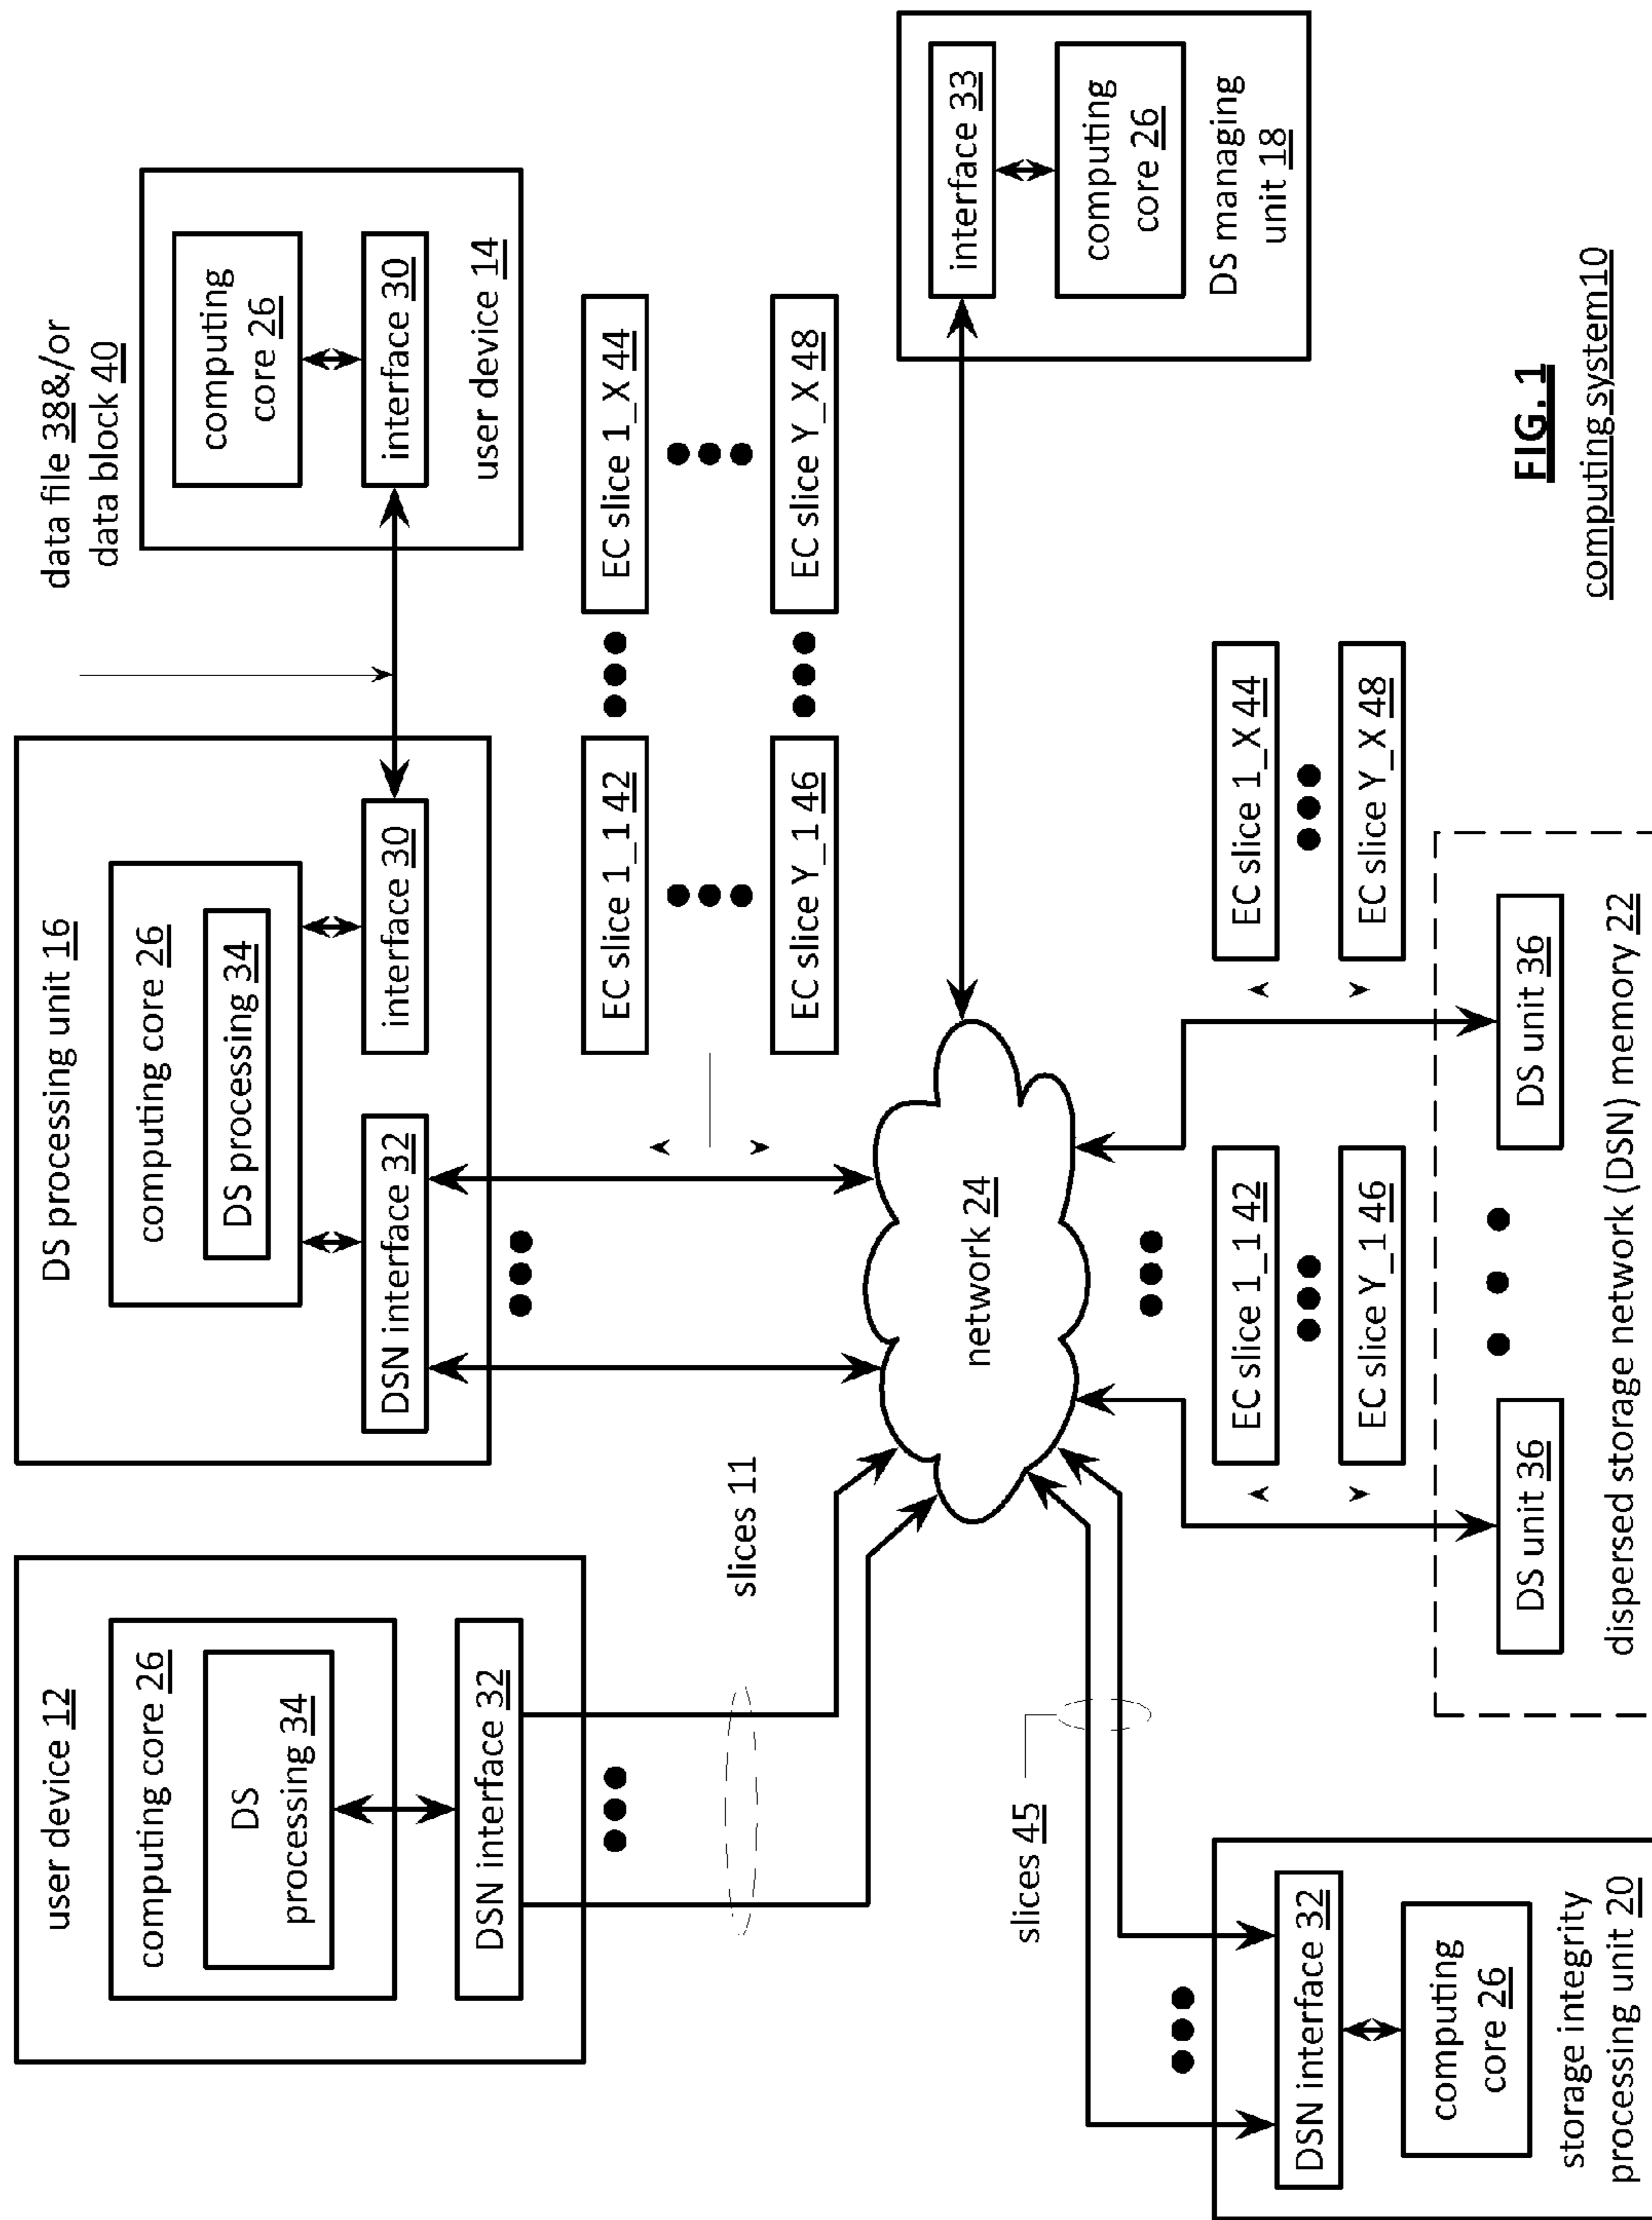 user device 12
computing core 26
DS
processing 34
DSN interface 32
slices 11
DS processing unit 16
computing core 26
DS processing 34
DSN interface 32
interface 30
data file 38&/or
data block 40
computing
core 26
interface 30
user device 14
EC slice 1_1 42
EC slice 1_X 44
EC slice Y_1 46
EC slice Y_X 48
network 24
interface 33
computing
core 26
DS managing
unit 18
slices 45
DSN interface 32
computing
core 26
storage integrity
processing unit 20
EC slice 1_1 42
EC slice Y_1 46
EC slice 1_X 44
EC slice Y_X 48
DS unit 36
DS unit 36
dispersed storage network (DSN) memory 22
FIG. 1
computing system10